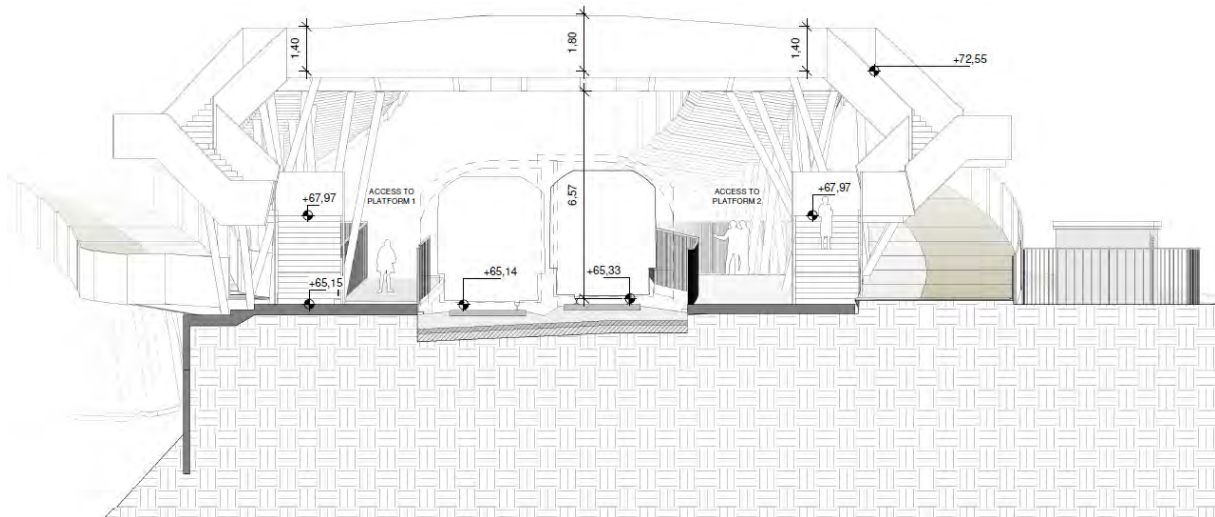 1,40
1,80
1,40
+72,55
6,57
+67,97
ACCESS TO
PLATFORM 1
ACCESS TO
PLATFORM 2
+67,97
+65,15
+65,14
+65,33